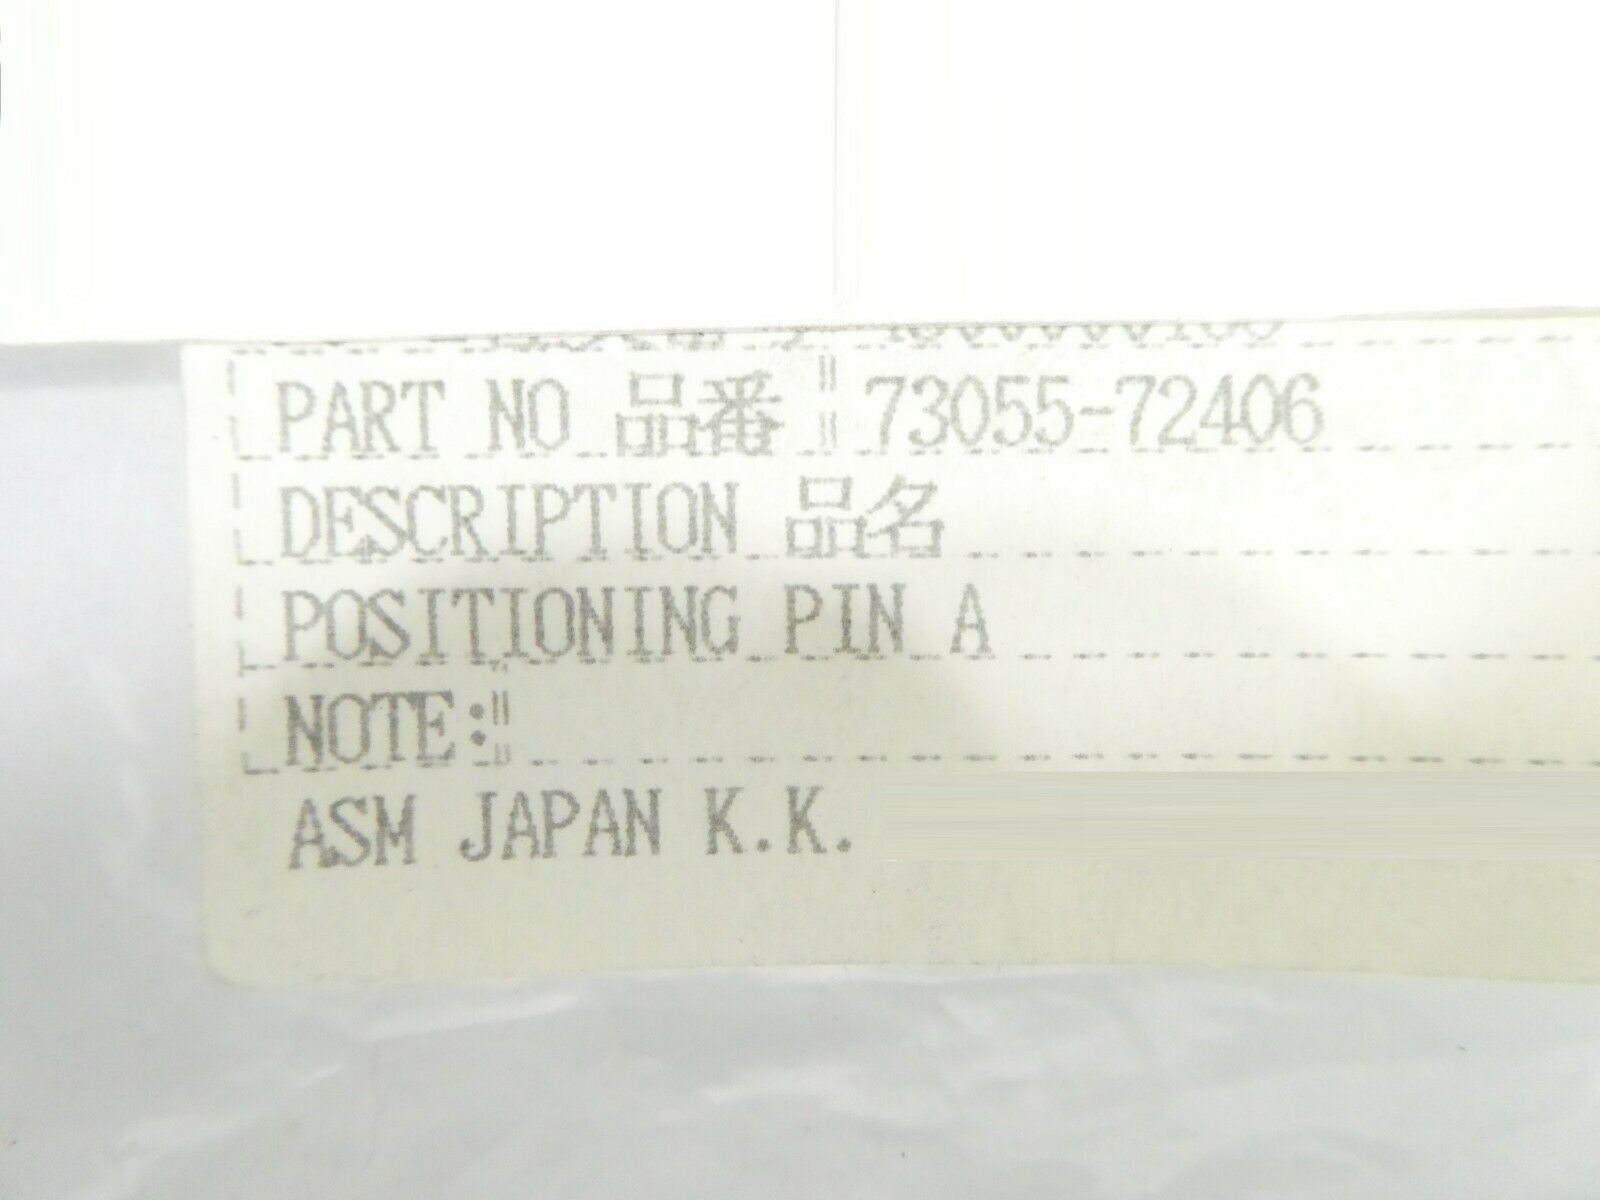 PART NO 品番 73055-72406
DESCRIPTION 品名
POSITIONING PIN A
NOTE:
ASM JAPAN K.K.